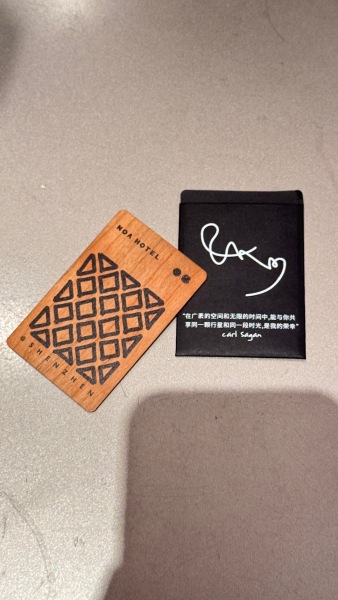 NOA HOTEL
@SHENZHEN
"在广袤的空间和无限的时间中,能与你共
享同一颗行星和同一段时光,是我的荣幸"
carl sagan